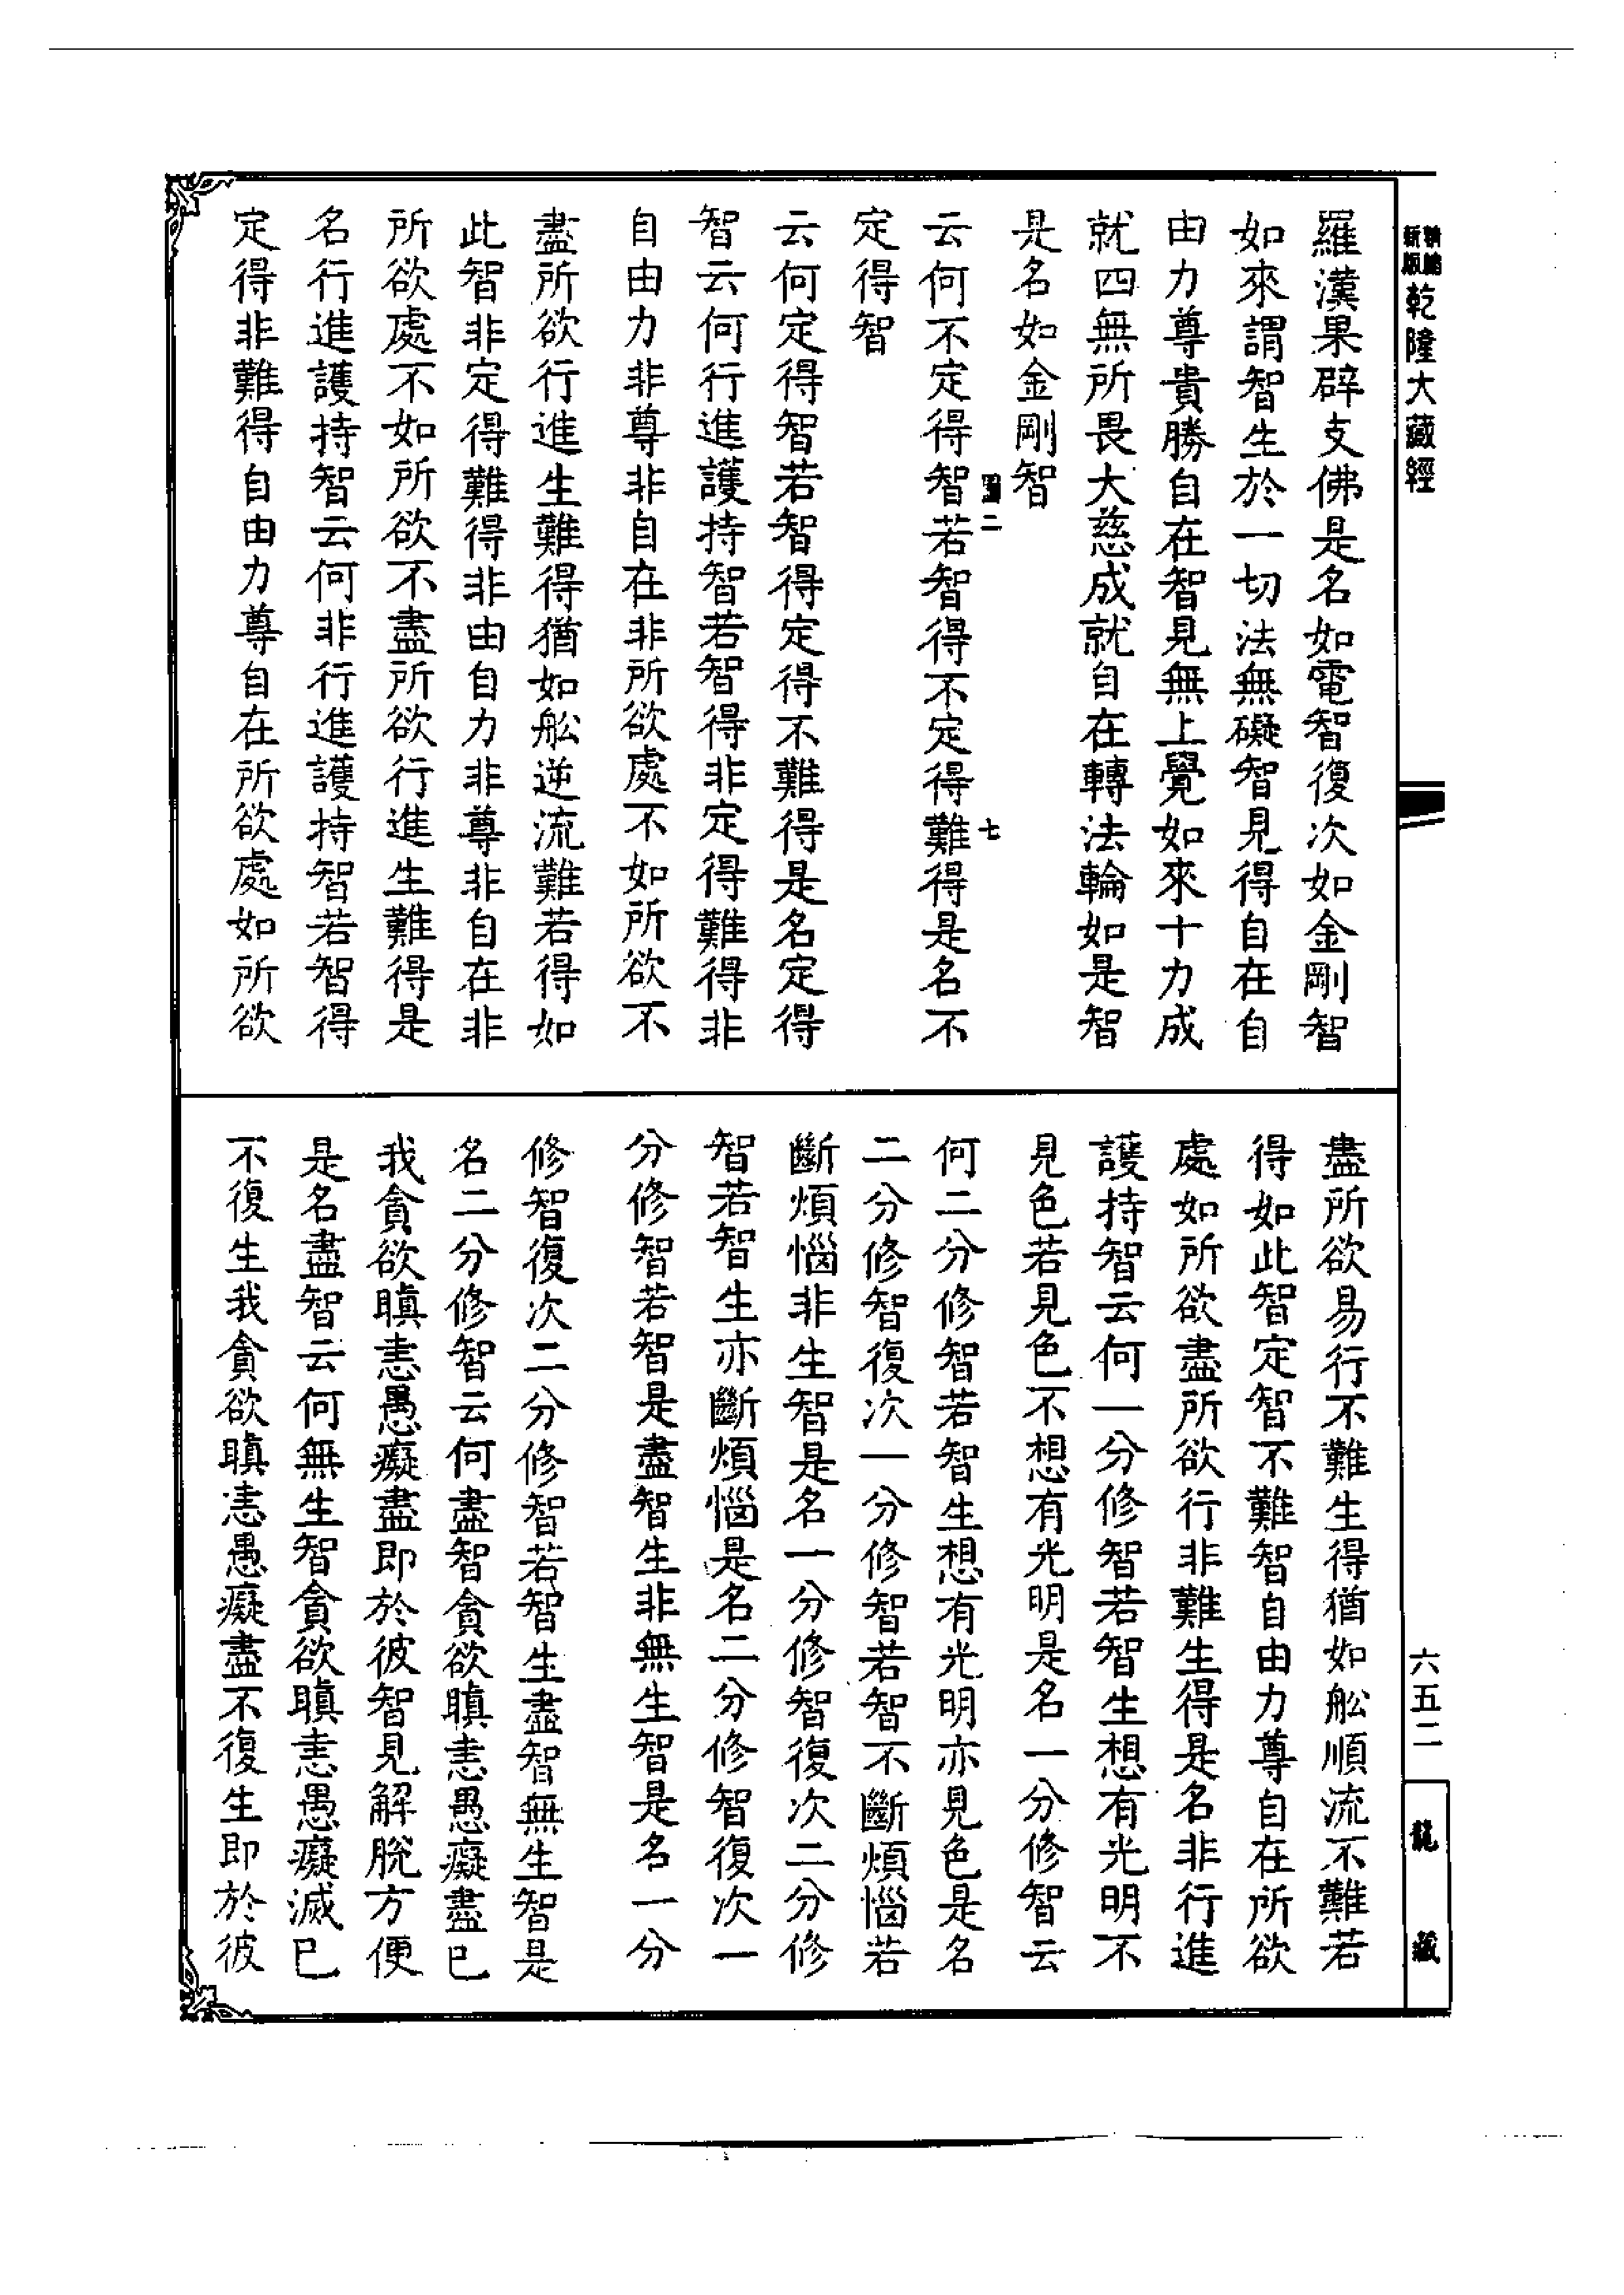 乾隆大藏經
羅漢果辟支佛是名如電智復次如金剛智
如來謂智生於一切法無礙智見得自在自
由力尊貴勝自在智見無上覺如來十力成
就四無所畏大慈成就自在轉法輪如是智
是名如金剛智
二 七
云何不定得智若智得不定得難得是名不
定得智
云何定得智若智得定得不難得是名定得
智云何行進護持智若智得非定得難得非
自由力非尊非自在非所欲處不如所欲不
盡所欲行進生難得猶如舩逆流難若得如
此智非定得難得非由自力非尊非自在非
所欲處不如所欲不盡所欲行進生難得是
名行進護持智云何非行進護持智若智得
定得非難得自由力尊自在所欲處如所欲
盡所欲易行不難生得猶如舩順流不難若
得如此智定智不難智自由力尊自在所欲
處如所欲盡所欲行非難生得是名非行進
護持智云何一分修智若智生想有光明不
見色若見色不想有光明是名一分修智云
何二分修智若智生想有光明亦見色是名
二分修智復次一分修智若智不斷煩惱若
斷煩惱非生智是名一分修智復次二分修
智若智生亦斷煩惱是名二分修智復次一
分修智若智是盡智生非無生智是名一分
修智復次二分修智若智生盡智無生智是
名二分修智云何盡智貪欲瞋恚愚癡盡已
我貪欲瞋恚愚癡盡即於彼智見解脫方便
是名盡智云何無生智貪欲瞋恚愚癡滅已
不復生我貪欲瞋恚愚癡盡不復生即於彼
六五二
龍藏